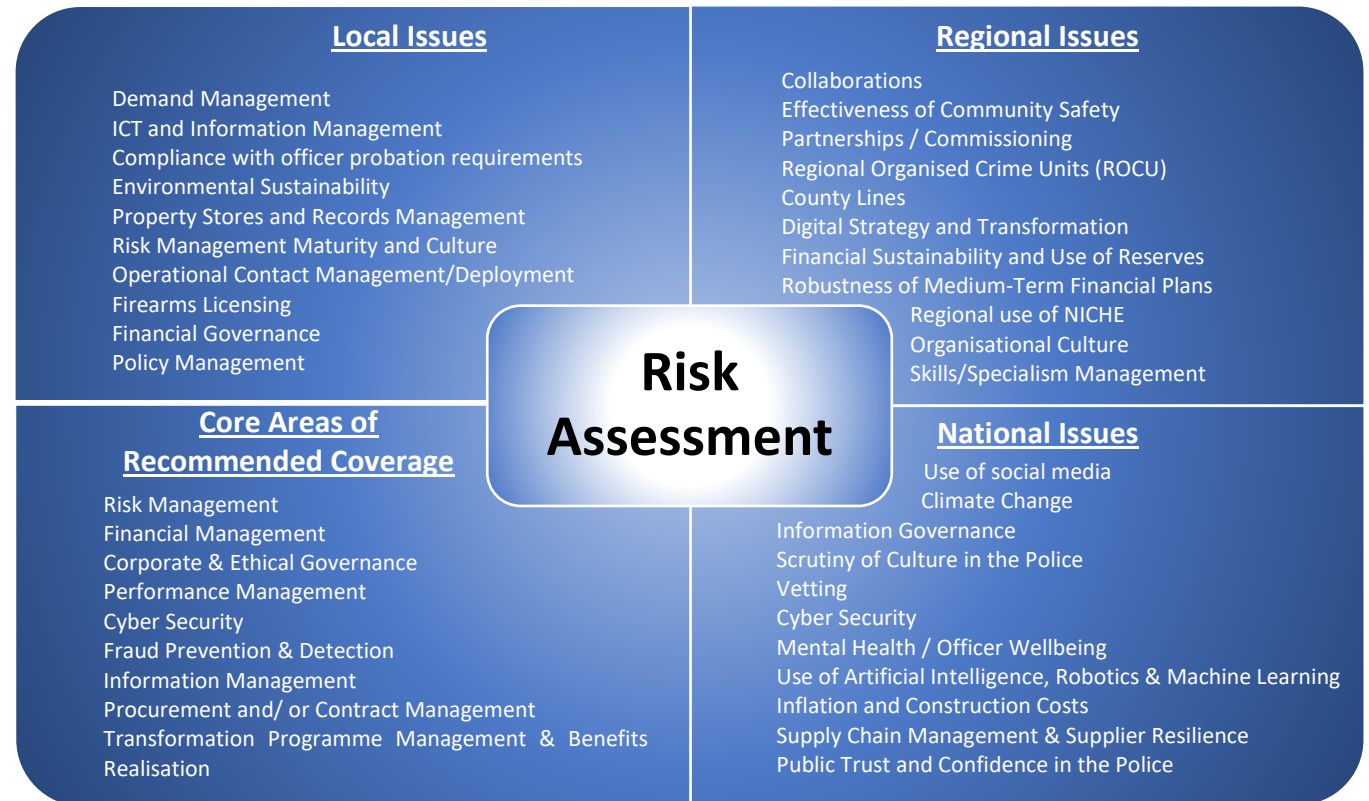 Local Issues
Demand Management
ICT and Information Management
Compliance with officer probation requirements
Environmental Sustainability
Property Stores and Records Management
Risk Management Maturity and Culture
Operational Contact Management/Deployment
Firearms Licensing
Financial Governance
Policy Management
Regional Issues
Collaborations
Effectiveness of Community Safety
Partnerships / Commissioning
Regional Organised Crime Units (ROCU)
County Lines
Digital Strategy and Transformation
Financial Sustainability and Use of Reserves
Robustness of Medium-Term Financial Plans
Regional use of NICHE
Organisational Culture
Skills/Specialism Management
Risk
Assessment
Core Areas of
Recommended Coverage
Risk Management
Financial Management
Corporate & Ethical Governance
Performance Management
Cyber Security
Fraud Prevention & Detection
Information Management
Procurement and/ or Contract Management
Transformation Programme Management & Benefits
Realisation
National Issues
Use of social media
Climate Change
Information Governance
Scrutiny of Culture in the Police
Vetting
Cyber Security
Mental Health / Officer Wellbeing
Use of Artificial Intelligence, Robotics & Machine Learning
Inflation and Construction Costs
Supply Chain Management & Supplier Resilience
Public Trust and Confidence in the Police